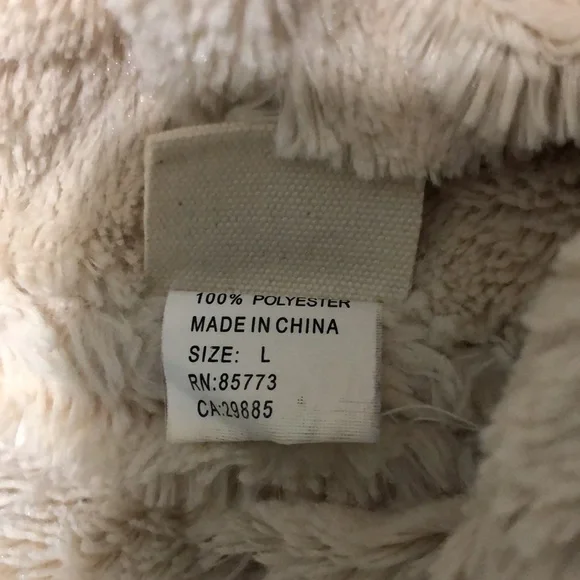 100% POLYESTER
MADE IN CHINA
SIZE: L
RN:85773
CA:29885